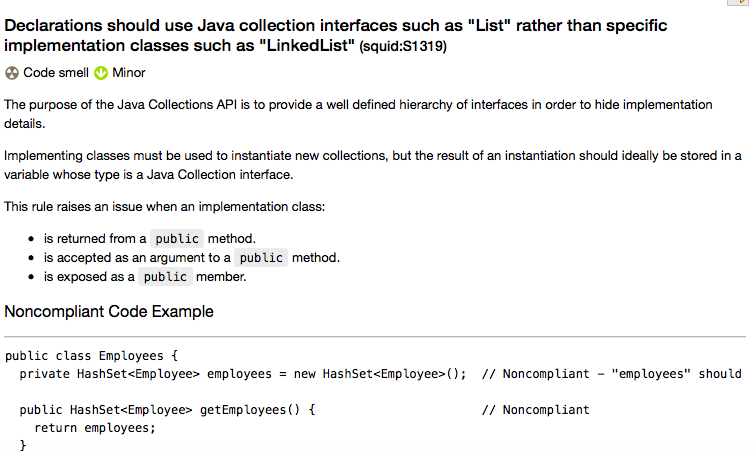 Declarations should use Java collection interfaces such as "List" rather than specific
implementation classes such as "LinkedList" (squid:S1319)
Code smell Minor
The purpose of the Java Collections API is to provide a well defined hierarchy of interfaces in order to hide implementation
details.
Implementing classes must be used to instantiate new collections, but the result of an instantiation should ideally be stored in a
variable whose type is a Java Collection interface.
This rule raises an issue when an implementation class:
• is returned from a public method.
• is accepted as an argument to a public method.
• is exposed as a public member.
Noncompliant Code Example
public class Employees {
  private HashSet<Employee> employees = new HashSet<Employee>();  // Noncompliant - "employees" should
  public HashSet<Employee> getEmployees() {                       // Noncompliant
    return employees;
  }